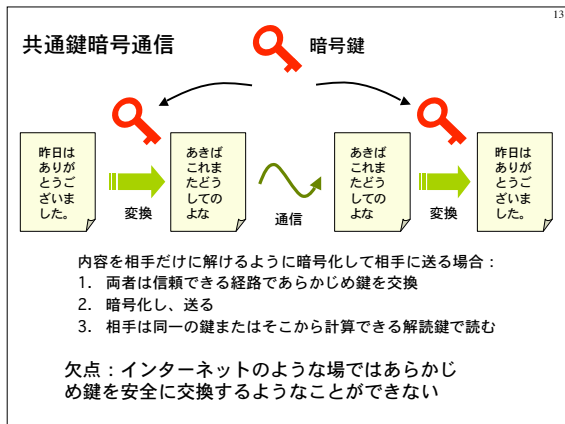 13
共通鍵暗号通信
暗号鍵
昨日は
ありが
とうご
ざいま
した。
変換
あきば
これま
たどう
しての
よな
通信
あきば
これま
たどう
しての
よな
変換
昨日は
ありが
とうご
ざいま
した。
内容を相手だけに解けるように暗号化して相手に送る場合：
1. 両者は信頼できる経路であらかじめ鍵を交換
2. 暗号化し、送る
3. 相手は同一の鍵またはそこから計算できる解読鍵で読む
欠点：インターネットのような場ではあらかじ
め鍵を安全に交換するようなことができない